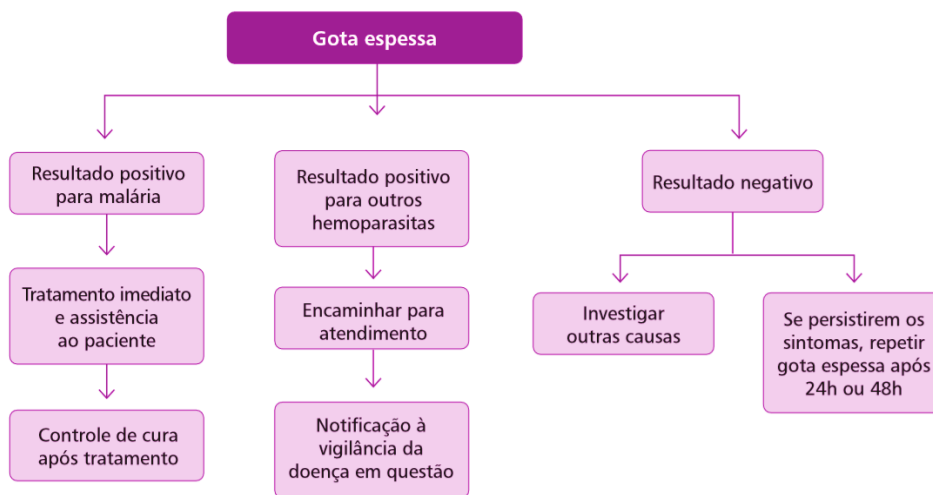 Gota espessa
Resultado positivo
para malária
Tratamento imediato
e assistência
ao paciente
Controle de cura
após tratamento
Resultado positivo
para outros
hemoparasitas
Encaminhar para
atendimento
Notificação à
vigilância da
doença em questão
Resultado negativo
Investigar
outras causas
Se persistirem os
sintomas, repetir
gota espessa após
24h ou 48h